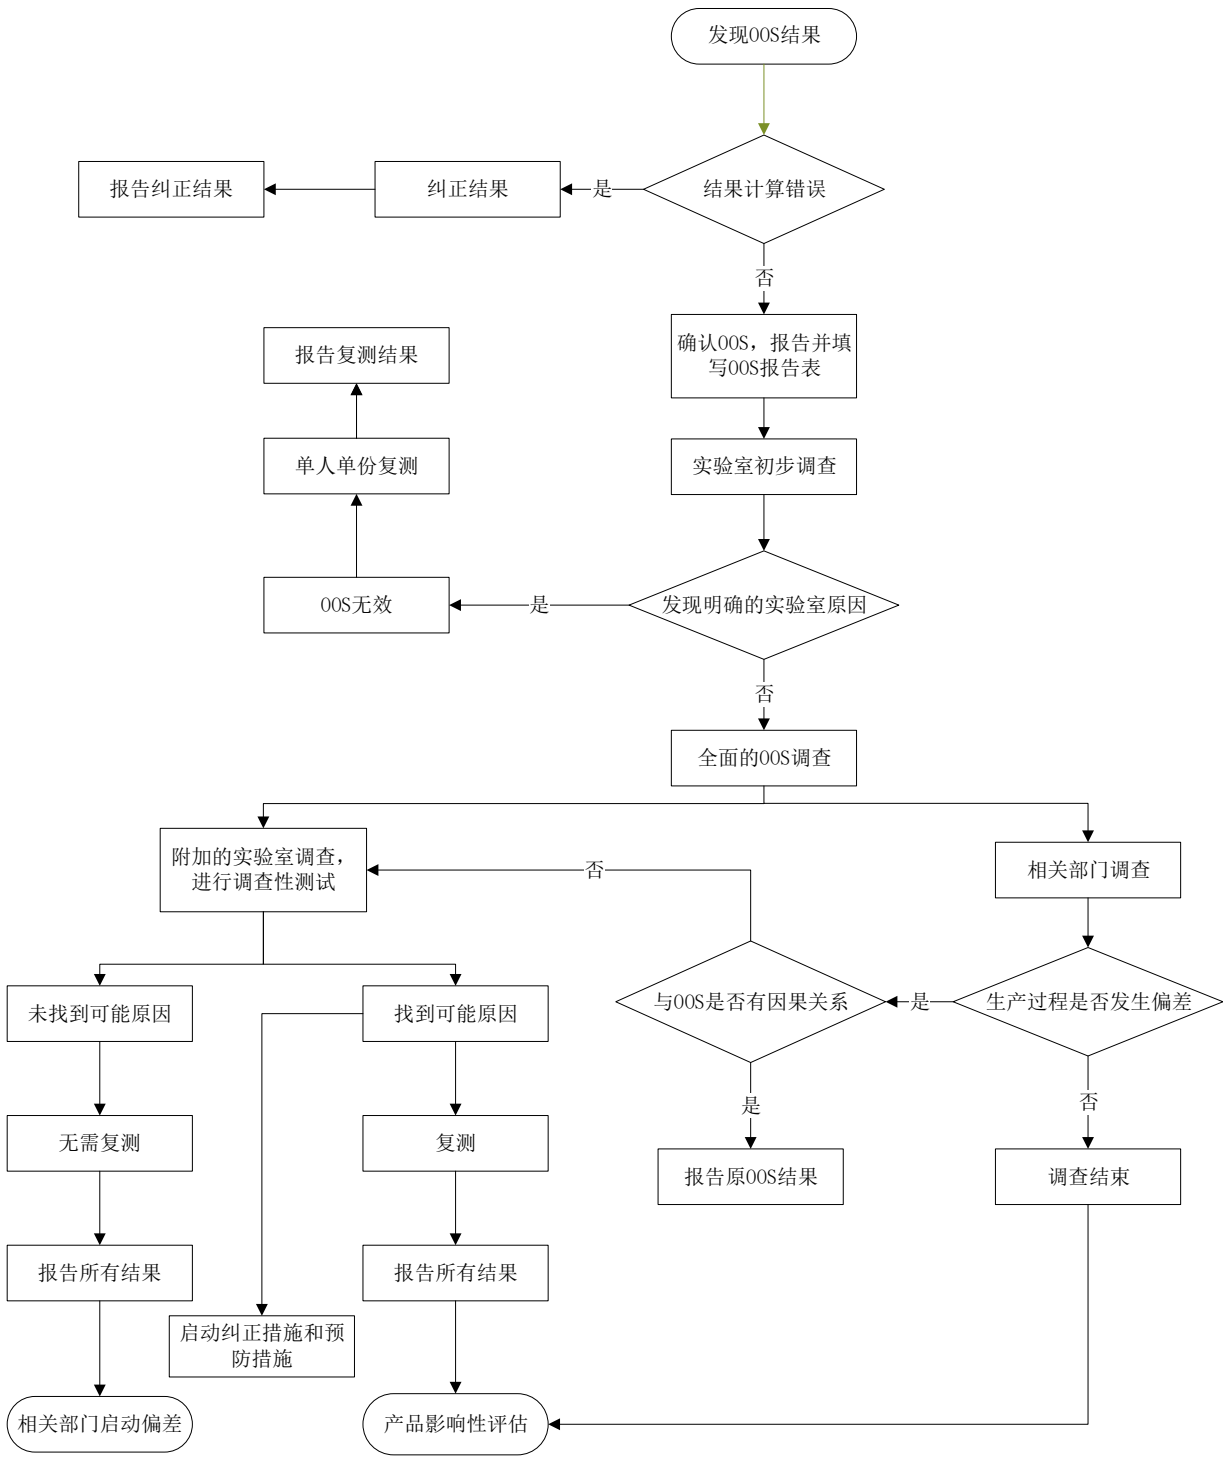 发现OOS结果
结果计算错误
是
纠正结果
报告纠正结果
否
确认OOS，报告并填
写OOS报告表
实验室初步调查
发现明确的实验室原因
是
OOS无效
单人单份复测
报告复测结果
否
全面的OOS调查
附加的实验室调查，
进行调查性测试
否
相关部门调查
未找到可能原因
找到可能原因
与OOS是否有因果关系
是
生产过程是否发生偏差
是
否
无需复测
复测
报告原OOS结果
调查结束
报告所有结果
报告所有结果
启动纠正措施和预
防措施
相关部门启动偏差
产品影响性评估